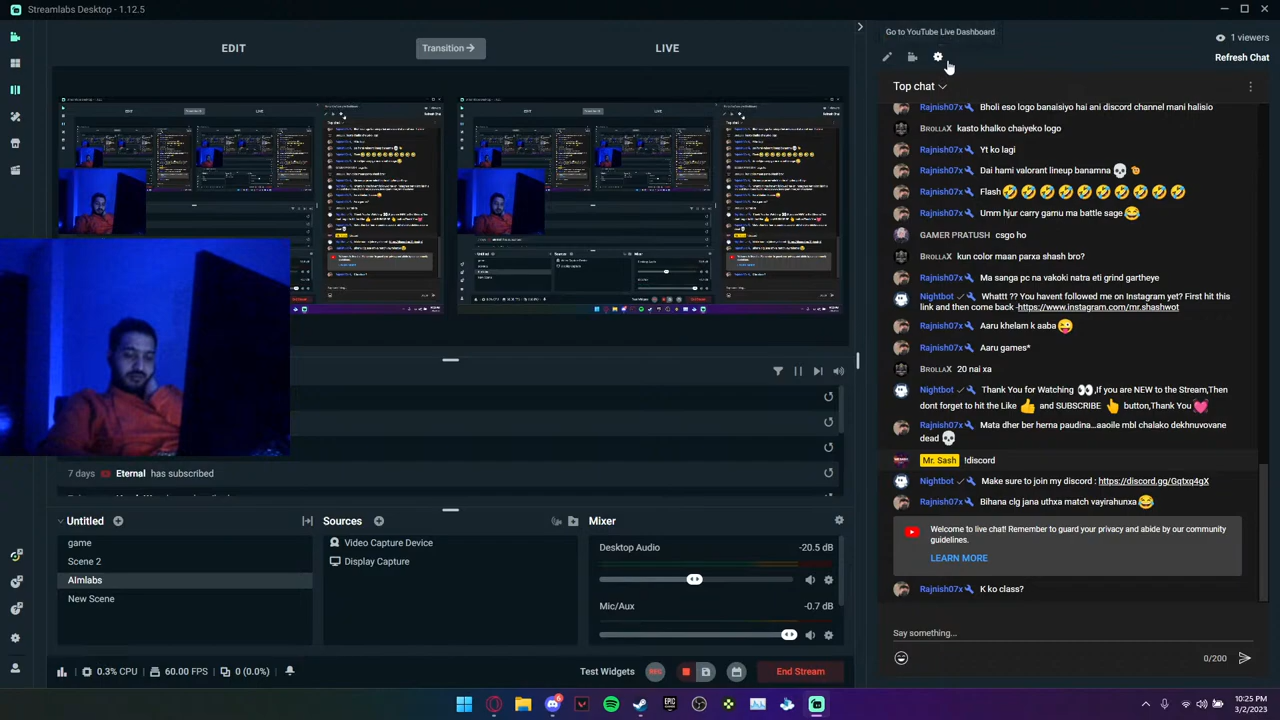 Streamlabs Desktop - 1.12.5
EDIT
Transition
LIVE
Go to YouTube Live Dashboard
1 viewers
Refresh Chat
Top chat
Rajnish07x Bholi eso logo banaisiyo hai ani discord channel mani halisio
BROLLAX kasto khalko chaiyeko logo
Rajnish07x Yt ko lagi
Rajnish07x Dai hami valorant lineup banamna 💀 🤏
Rajnish07x Flash🤣🤣🤣🤣🤣🤣🤣🤣🤣🤣
Rajnish07x Umm hjur carry garnu ma battle sage😂
GAMER PRATUSH csgo ho
BROLLAX kun color maan parxa shash bro?
Rajnish07x Ma sanga pc na vakoki natra eti grind gartheye
Nightbot Whatt ?? You havent followed me on Instagram yet? First hit this
link and then come back -https://www.instagram.com/mr.shashwot
Rajnish07x Aaru khelam k aaba😜
Rajnish07x Aaru games*
BROLLAX 20 nai xa
Nightbot Thank You for Watching 👀,If you are NEW to the Stream,Then
dont forget to hit the Like 👍 and SUBSCRIBE 👆 button,Thank You💓
Rajnish07x Mata dher ber herna paudina...aaoile mbl chalako dekhnuvovane
dead💀
Mr. Sash !discord
Nightbot Make sure to join my discord : https://discord.gg/Gqtxq4gX
Rajnish07x Bihana clg jana uthxa match vayirahunxa😂
Welcome to live chat! Remember to guard your privacy and abide by our community
guidelines.
LEARN MORE
Rajnish07x K ko class?
Say something...
0/200
7 days Eternal has subscribed
Untitled
game
Scene 2
AImlabs
New Scene
Sources
Video Capture Device
Display Capture
Mixer
Desktop Audio -20.5 dB
Mic/Aux -0.7 dB
0.3% CPU 60.00 FPS 0 (0.0%)
Test Widgets REC End Stream
10:25 PM
3/2/2023